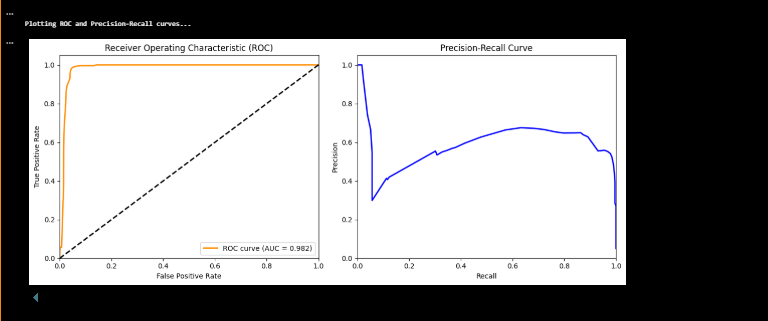 ...
Plotting ROC and Precision-Recall curves...
...
Receiver Operating Characteristic (ROC)
1.0
0.8
0.6
0.4
0.2
0.0
True Positive Rate
0.0 0.2 0.4 0.6 0.8 1.0
False Positive Rate
ROC curve (AUC = 0.982)
Precision-Recall Curve
1.0
0.8
0.6
0.4
0.2
0.0
Precision
0.0 0.2 0.4 0.6 0.8 1.0
Recall